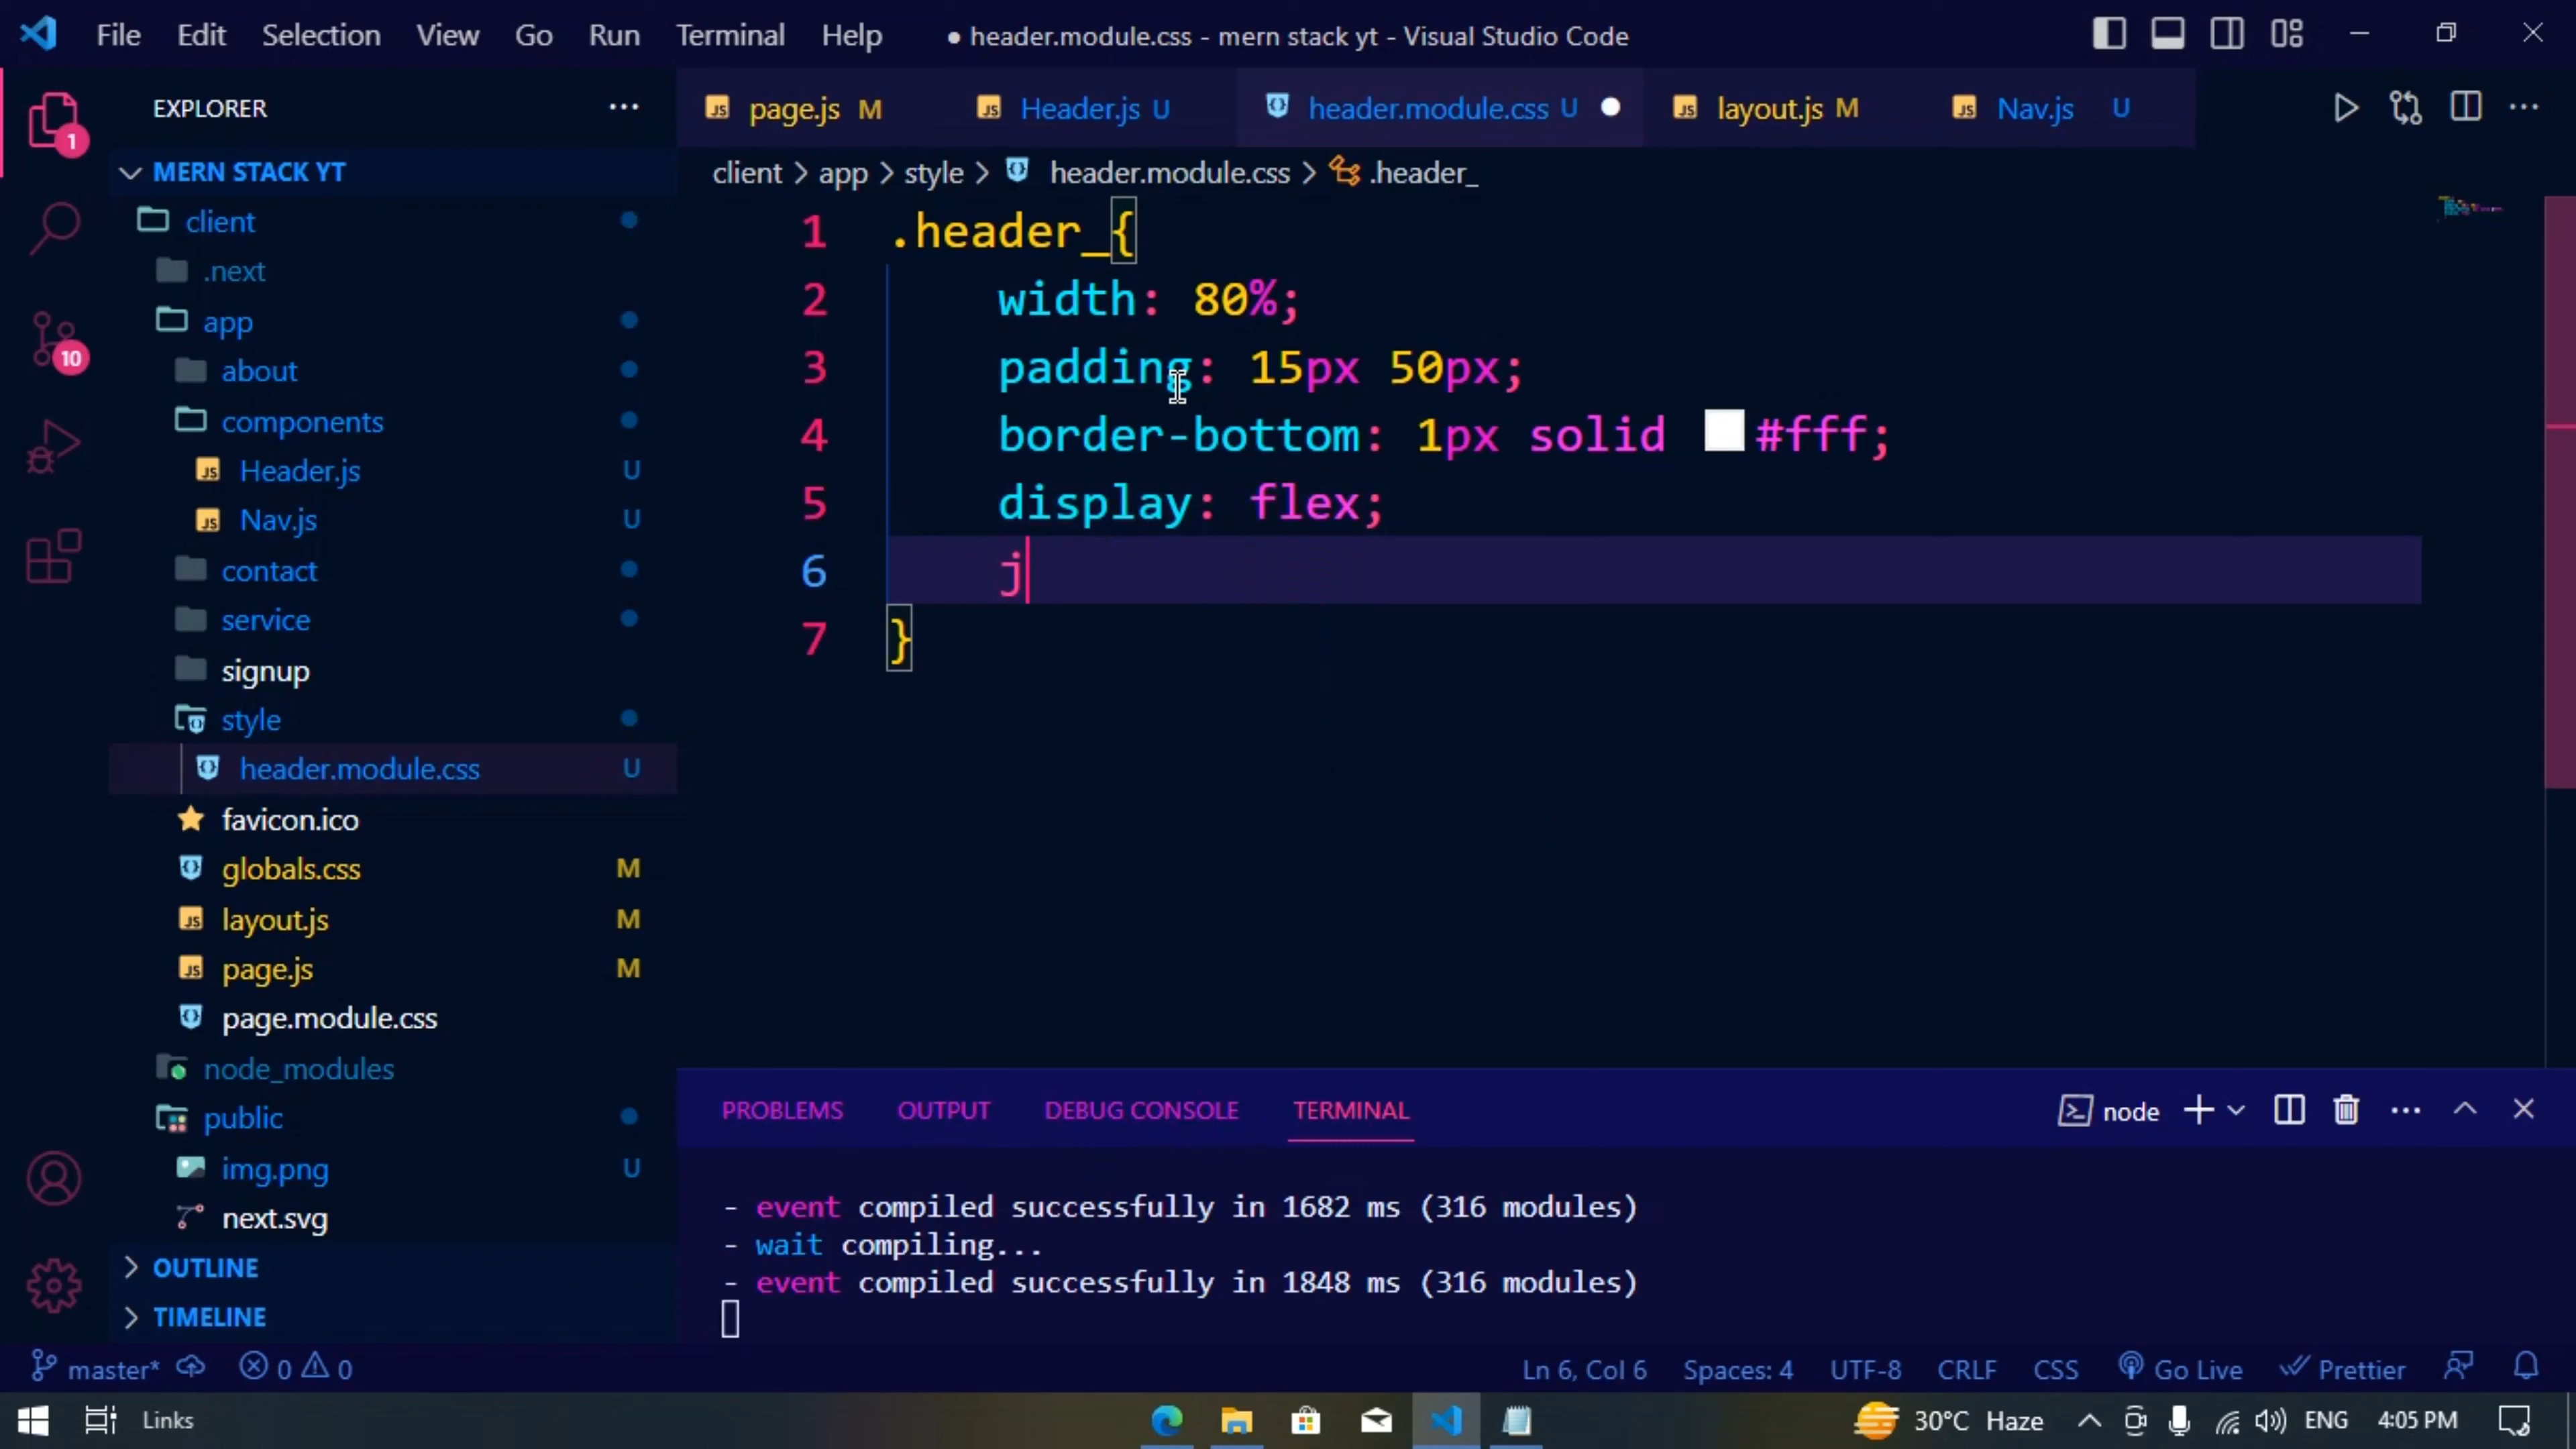 File Edit Selection View Go Run Terminal Help ● header.module.css - mern stack yt - Visual Studio Code
1
10
EXPLORER
MERN STACK YT
client
.next
app
about
components
Header.js U
Nav.js U
contact
service
signup
style
header.module.css U
favicon.ico
globals.css M
layout.js M
page.js M
page.module.css
node_modules
public
img.png U
next.svg
OUTLINE
TIMELINE
page.js M Header.js U header.module.css U layout.js M Nav.js U
client > app > style > header.module.css > .header_
1 .header_{
2 width: 80%;
3 padding: 15px 50px;
4 border-bottom: 1px solid #fff;
5 display: flex;
6 j
7 }
PROBLEMS OUTPUT DEBUG CONSOLE TERMINAL node
- event compiled successfully in 1682 ms (316 modules)
- wait compiling...
- event compiled successfully in 1848 ms (316 modules)
master* 0 0 Ln 6, Col 6 Spaces: 4 UTF-8 CRLF CSS Go Live Prettier
Links 30°C Haze ENG 4:05 PM